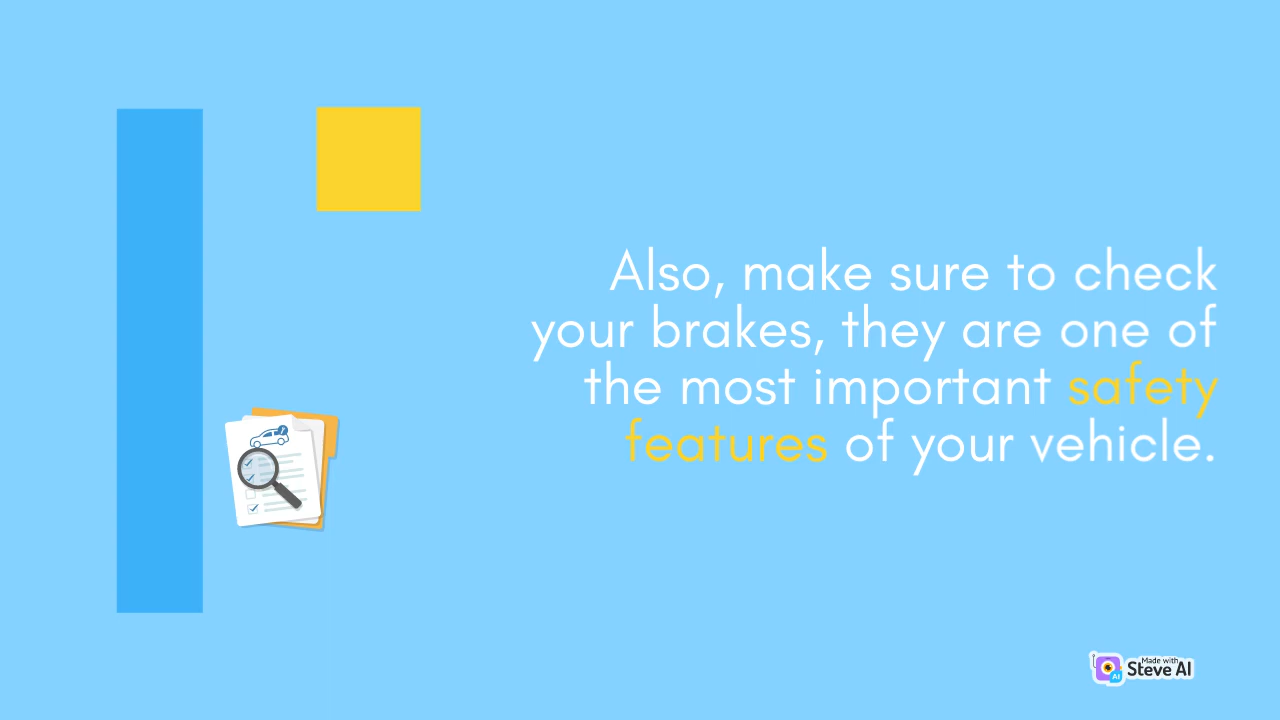 Also, make sure to check
your brakes, they are one of
the most important safety
features of your vehicle.
Made with
Steve AI
AI